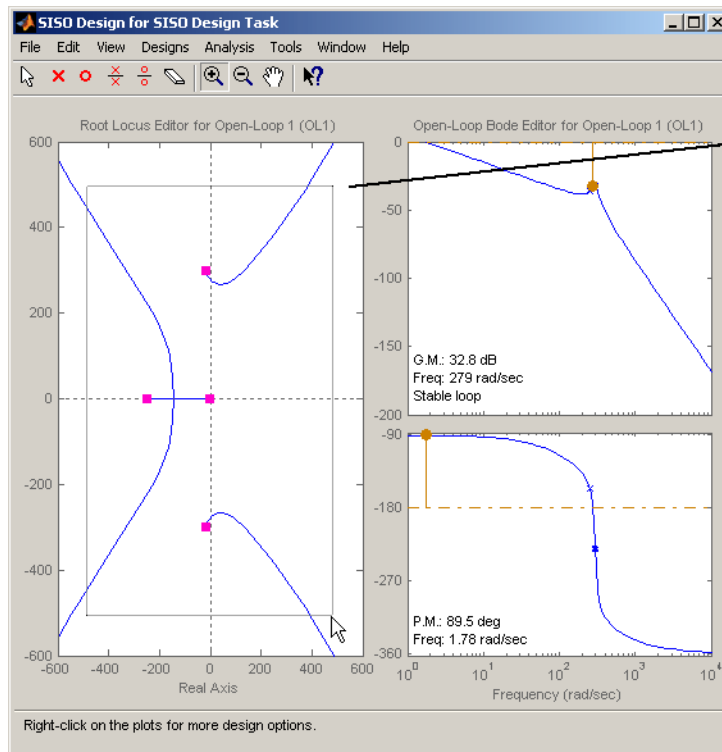 SISO Design for SISO Design Task
File Edit View Designs Analysis Tools Window Help
Root Locus Editor for Open-Loop 1 (OL1)
600
400
200
0
-200
-400
-600
-600 -400 -200 0 200 400 600
Real Axis
Open-Loop Bode Editor for Open-Loop 1 (OL1)
0
-50
-100
-150
-200
G.M.: 32.8 dB
Freq: 279 rad/sec
Stable loop
-90
-180
-270
-360
P.M.: 89.5 deg
Freq: 1.78 rad/sec
10^0 10^1 10^2 10^3 10^4
Frequency (rad/sec)
Right-click on the plots for more design options.